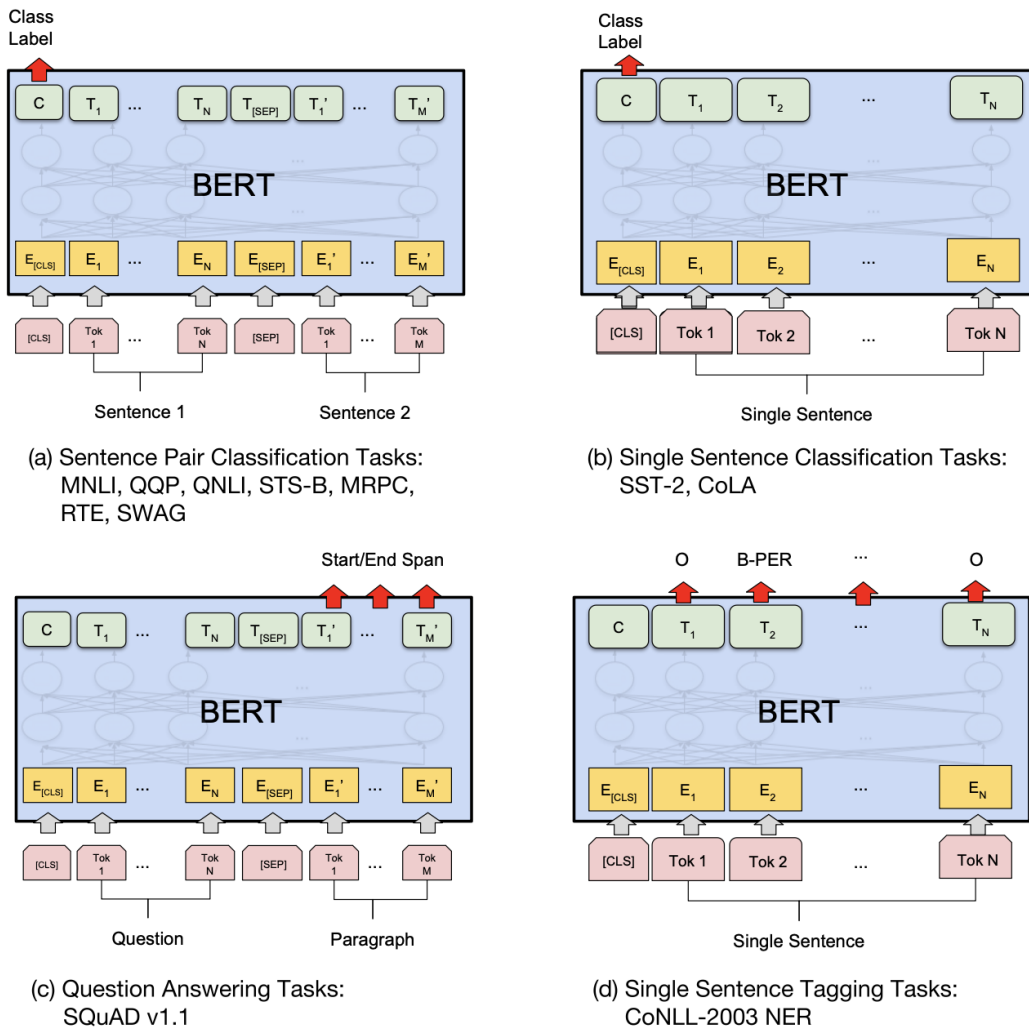 Class
Label
C T1 ... TN T[SEP] T1' ... TM'
...
BERT
...
E[CLS] E1 ... EN E[SEP] E1' ... EM'
[CLS] Tok 1 ... Tok N [SEP] Tok 1 ... Tok M
Sentence 1 Sentence 2
(a) Sentence Pair Classification Tasks:
MNLI, QQP, QNLI, STS-B, MRPC,
RTE, SWAG
Class
Label
C T1 T2 ... TN
...
BERT
...
E[CLS] E1 E2 ... EN
[CLS] Tok 1 Tok 2 ... Tok N
Single Sentence
(b) Single Sentence Classification Tasks:
SST-2, CoLA
Start/End Span
C T1 ... TN T[SEP] T1' ... TM'
...
BERT
...
E[CLS] E1 ... EN E[SEP] E1' ... EM'
[CLS] Tok 1 ... Tok N [SEP] Tok 1 ... Tok M
Question Paragraph
(c) Question Answering Tasks:
SQuAD v1.1
O B-PER ... O
C T1 T2 ... TN
...
BERT
...
E[CLS] E1 E2 ... EN
[CLS] Tok 1 Tok 2 ... Tok N
Single Sentence
(d) Single Sentence Tagging Tasks:
CoNLL-2003 NER